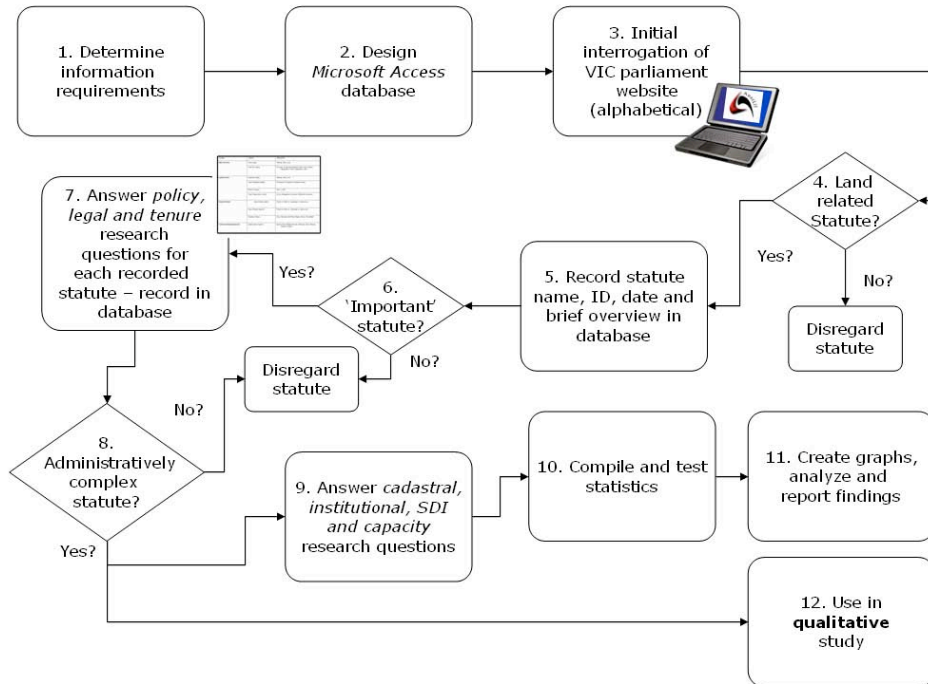 1. Determine
information
requirements
2. Design
Microsoft Access
database
3. Initial
interrogation of
VIC parliament
website
(alphabetical)
4. Land
related
Statute?
Yes?
No?
Disregard
statute
5. Record statute
name, ID, date and
brief overview in
database
6.
‘Important’
statute?
Yes?
No?
Disregard
statute
7. Answer policy,
legal and tenure
research
questions for
each recorded
statute – record in
database
8.
Administratively
complex
statute?
No?
Yes?
9. Answer cadastral,
institutional, SDI
and capacity
research questions
10. Compile and test
statistics
11. Create graphs,
analyze and
report findings
12. Use in
qualitative
study